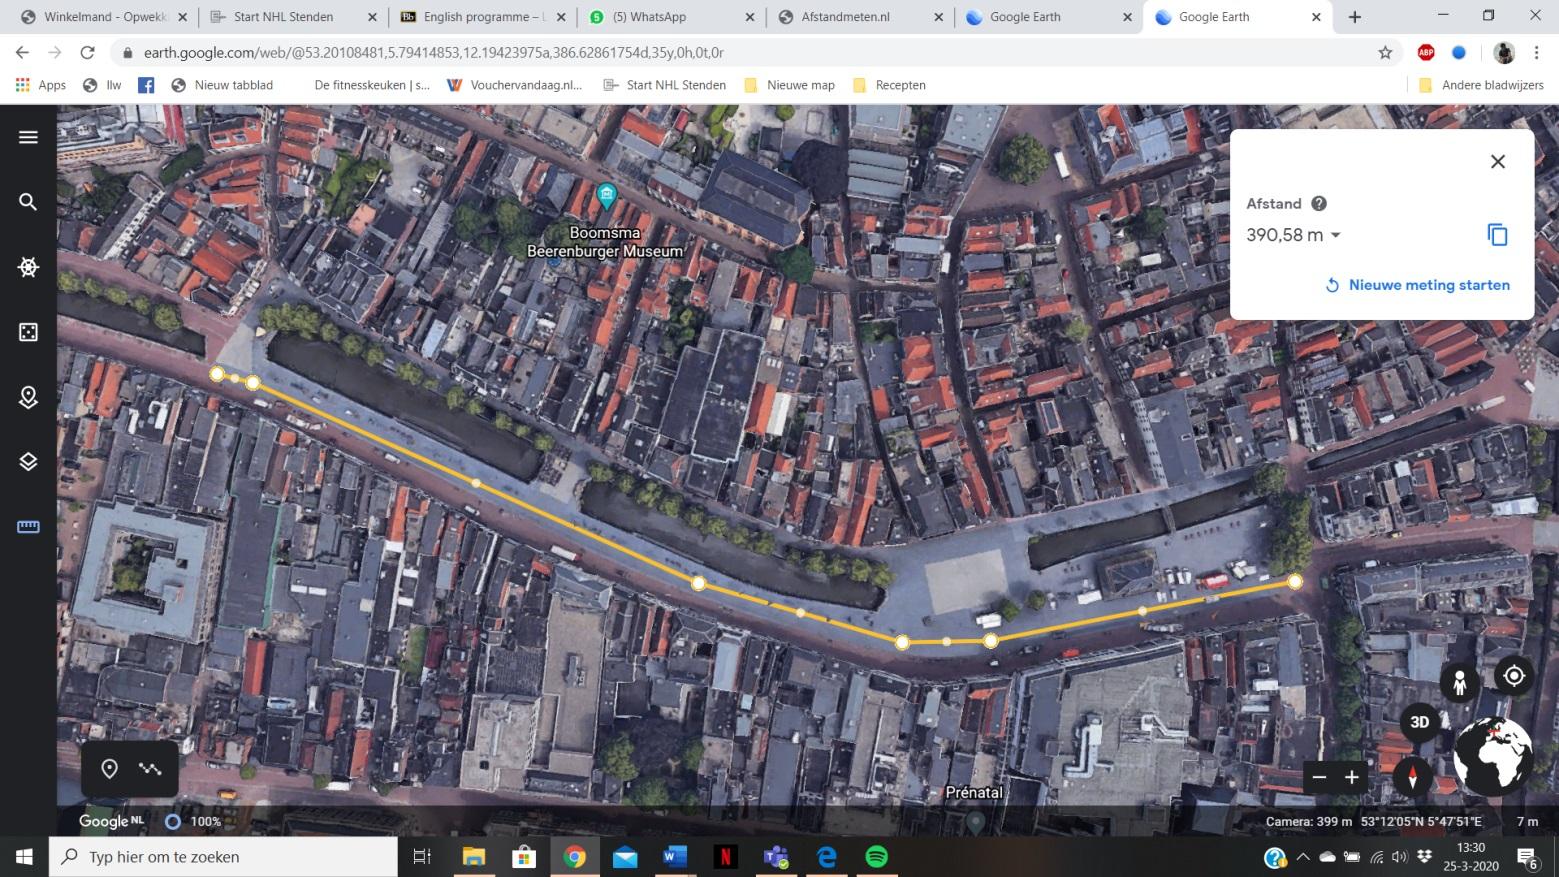 Winkelmand - Opwekk
Start NHL Stenden
Bb
English programme – L
5
(5) WhatsApp
Afstandmeten.nl
Google Earth
Google Earth
earth.google.com/web/@53.20108481,5.79414853,12.19423975a,386.62861754d,35y,0h,0t,0r
ABP
Apps
llw
Nieuw tabblad
De fitnesskeuken | s...
Vouchervandaag.nl...
Start NHL Stenden
Nieuwe map
Recepten
Andere bladwijzers
Boomsma
Beerenburger Museum
Afstand
390,58 m
Nieuwe meting starten
3D
Prénatal
Google NL
100%
Camera: 399 m 53°12'05"N 5°47'51"E
7 m
Typ hier om te zoeken
13:30
25-3-2020
6